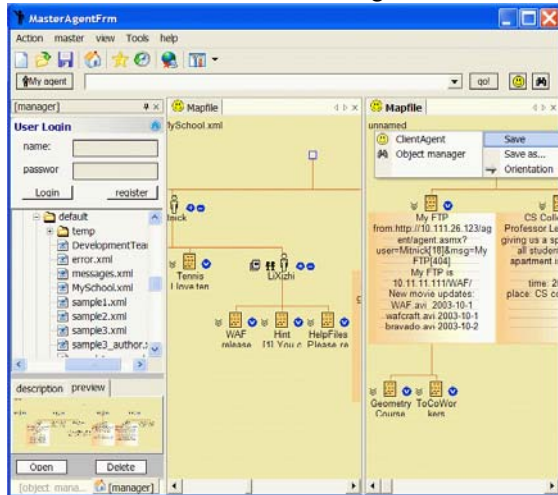 MasterAgentFrm
Action master view Tools help
My agent
go!
[manager]
User Login
name:
passwor
Login register
default
temp
DevelopmentTea
error.xml
messages.xml
MySchool.xml
sample1.xml
sample2.xml
sample3.xml
sample3_author.
description preview
Open Delete
[object mana... [manager]
Mapfile
MySchool.xml
tnick
Tennis
I love ten
LiXizhi
WAF
release
Hint
[1] You c
HelpFiles
Please re
Mapfile
unnamed
ClientAgent
Object manager
Save
Save as...
Orientation
My FTP
from:http://10.111.26.123/ag
ent/agent.asmx?
user=Mitnick[18]&msg=My
FTP[404]
My FTP is
10.11.11.111/WAF/
New movie updates:
WAF.avi 2003-10-1
wafcraft.avi 2003-10-1
bravado.avi 2003-10-2
CS Coll
Professor.Le
giving us a sp
all studen
apartment i
time: 2
place: CS co
Geometry
Course
ToCoWor
kers